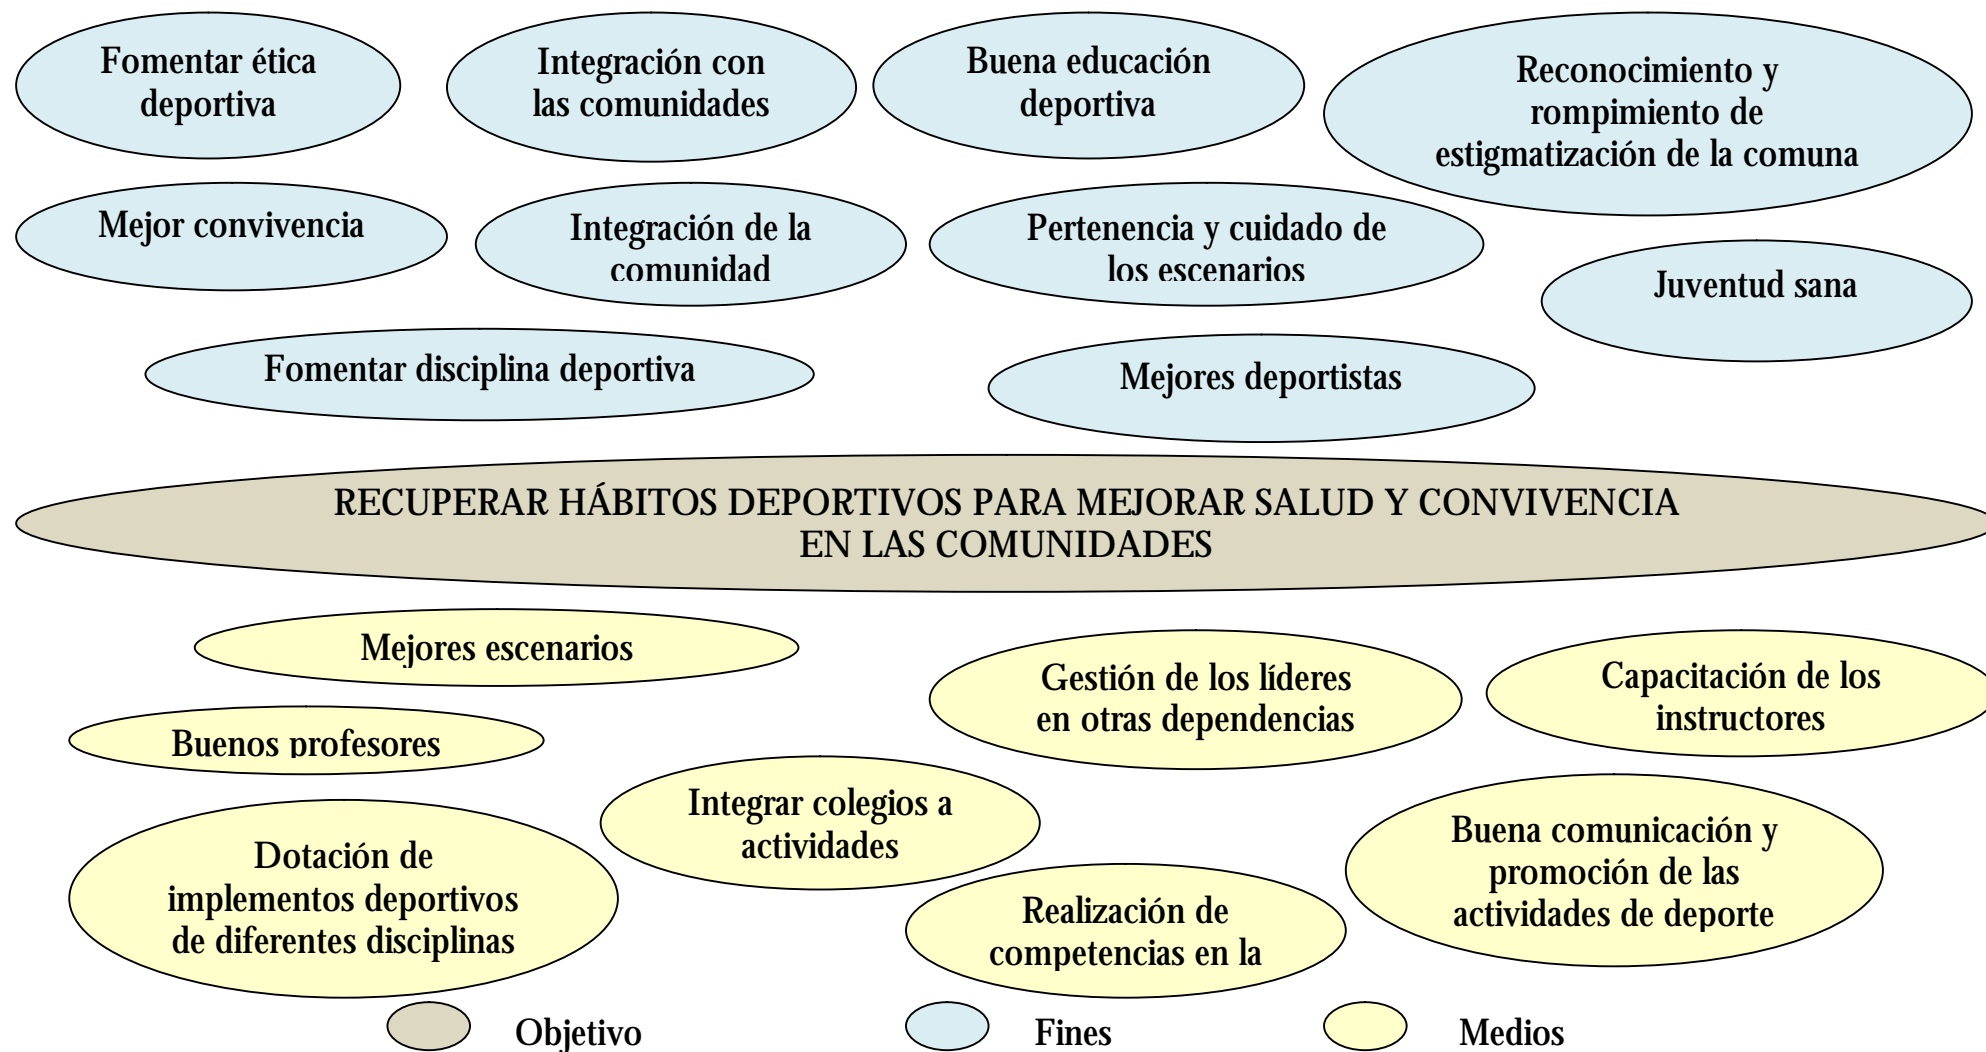 Fomentar ética
deportiva
Integración con
las comunidades
Buena educación
deportiva
Reconocimiento y
rompimiento de
estigmatización de la comuna
Mejor convivencia
Integración de la
comunidad
Pertenencia y cuidado de
los escenarios
Juventud sana
Fomentar disciplina deportiva
Mejores deportistas
RECUPERAR HÁBITOS DEPORTIVOS PARA MEJORAR SALUD Y CONVIVENCIA
EN LAS COMUNIDADES
Mejores escenarios
Gestión de los líderes
en otras dependencias
Capacitación de los
instructores
Buenos profesores
Integrar colegios a
actividades
Buena comunicación y
promoción de las
actividades de deporte
Dotación de
implementos deportivos
de diferentes disciplinas
Realización de
competencias en la
Objetivo
Fines
Medios